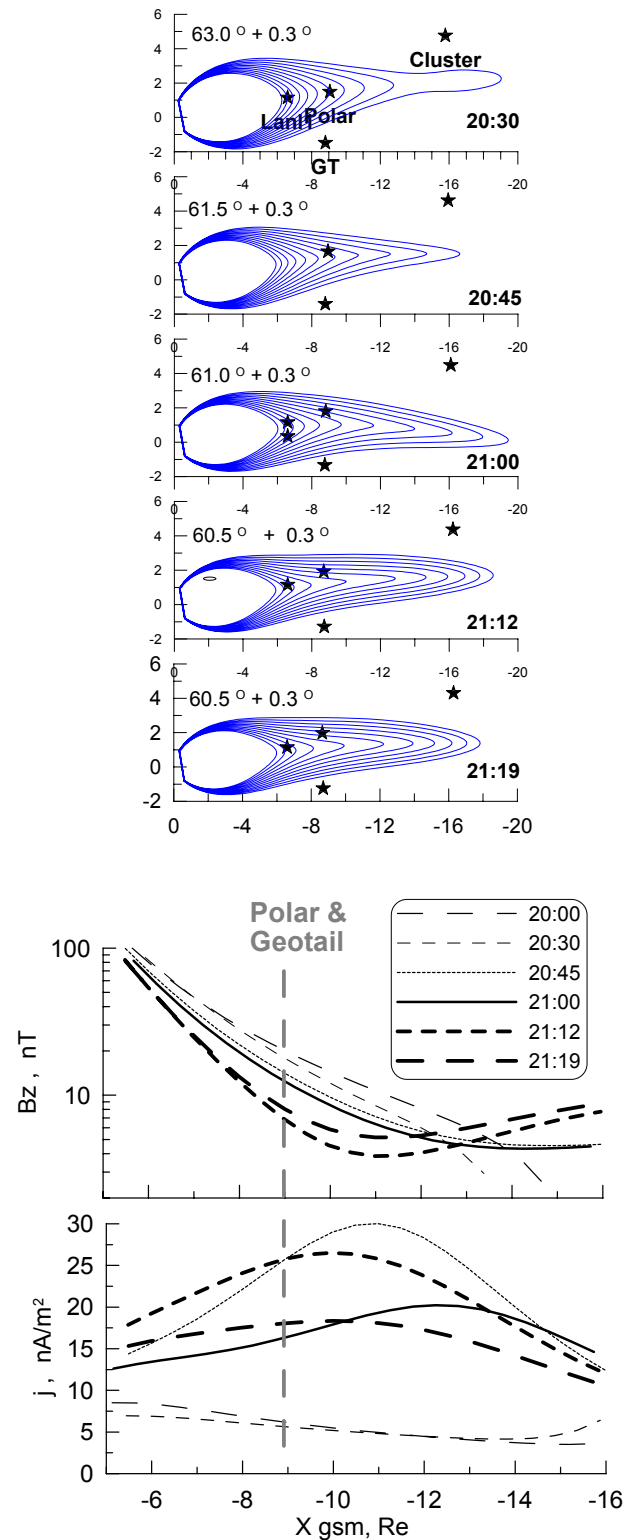 6
63.0 O + 0.3 O
4
Cluster
2
Lanl Polar
0
20:30
-2
GT
0 -4 -8 -12 -16 -20
6
61.5 O + 0.3 O
4
2
0
20:45
-2
0 -4 -8 -12 -16 -20
6
61.0 O + 0.3 O
4
2
0
21:00
-2
0 -4 -8 -12 -16 -20
6
60.5 O + 0.3 O
4
2
0
21:12
-2
0 -4 -8 -12 -16 -20
6
60.5 O + 0.3 O
4
2
0
21:19
-2
0 -4 -8 -12 -16 -20
Polar &
Geotail
20:00
20:30
20:45
21:00
21:12
21:19
100
10
Bz , nT
30
25
20
15
10
5
0
j , nA/m²
-6 -8 -10 -12 -14 -16
X gsm, Re